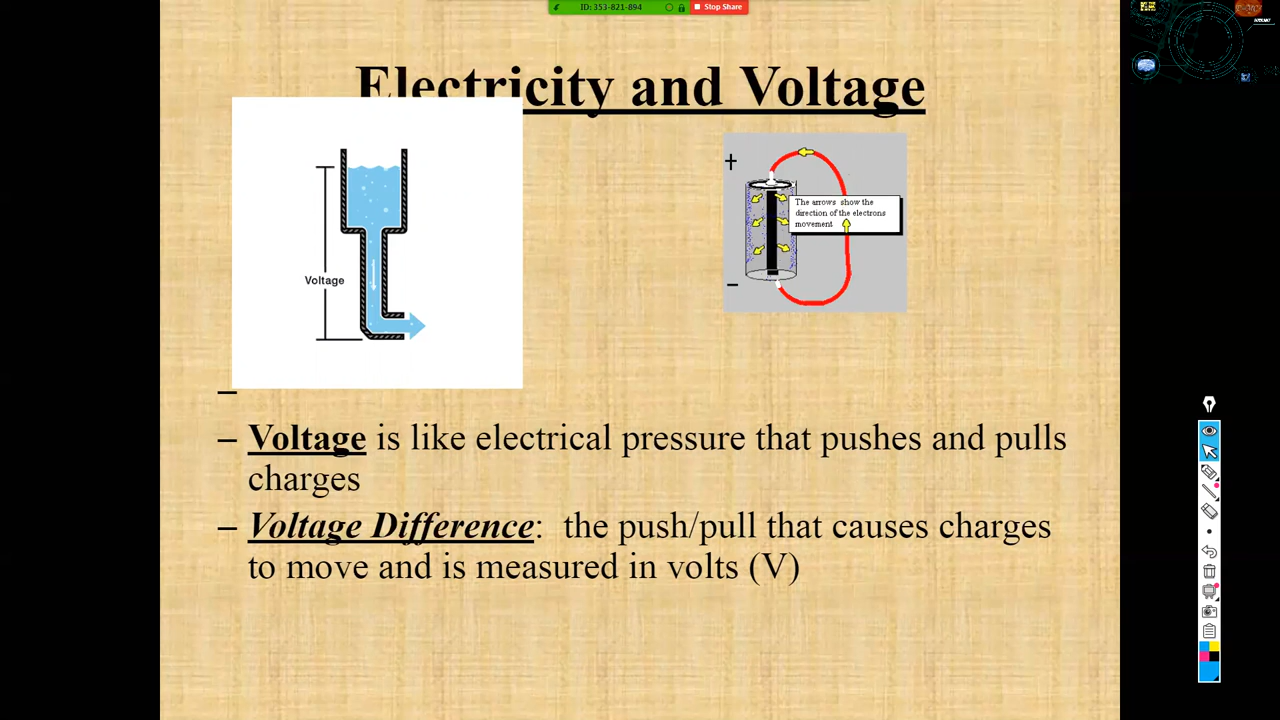 ID: 353-821-894
Stop Share
Electricity and Voltage
Voltage
+
The arrows show the
direction of the electrons
movement
–
–
– Voltage is like electrical pressure that pushes and pulls
charges
– Voltage Difference: the push/pull that causes charges
to move and is measured in volts (V)